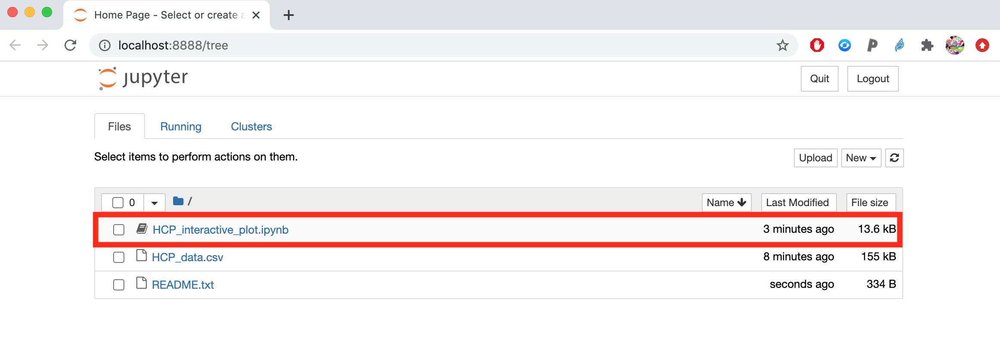 Home Page - Select or create a
localhost:8888/tree
jupyter
Quit Logout
Files Running Clusters
Select items to perform actions on them.
Upload New
0 / Name Last Modified File size
HCP_interactive_plot.ipynb 3 minutes ago 13.6 kB
HCP_data.csv 8 minutes ago 155 kB
README.txt seconds ago 334 B